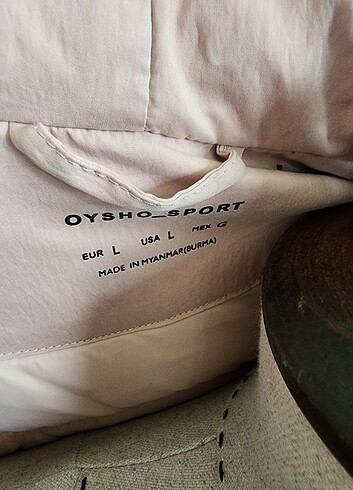 OYSHO_SPORT
EUR L USA L MEX G
MADE IN MYANMAR(BURMA)